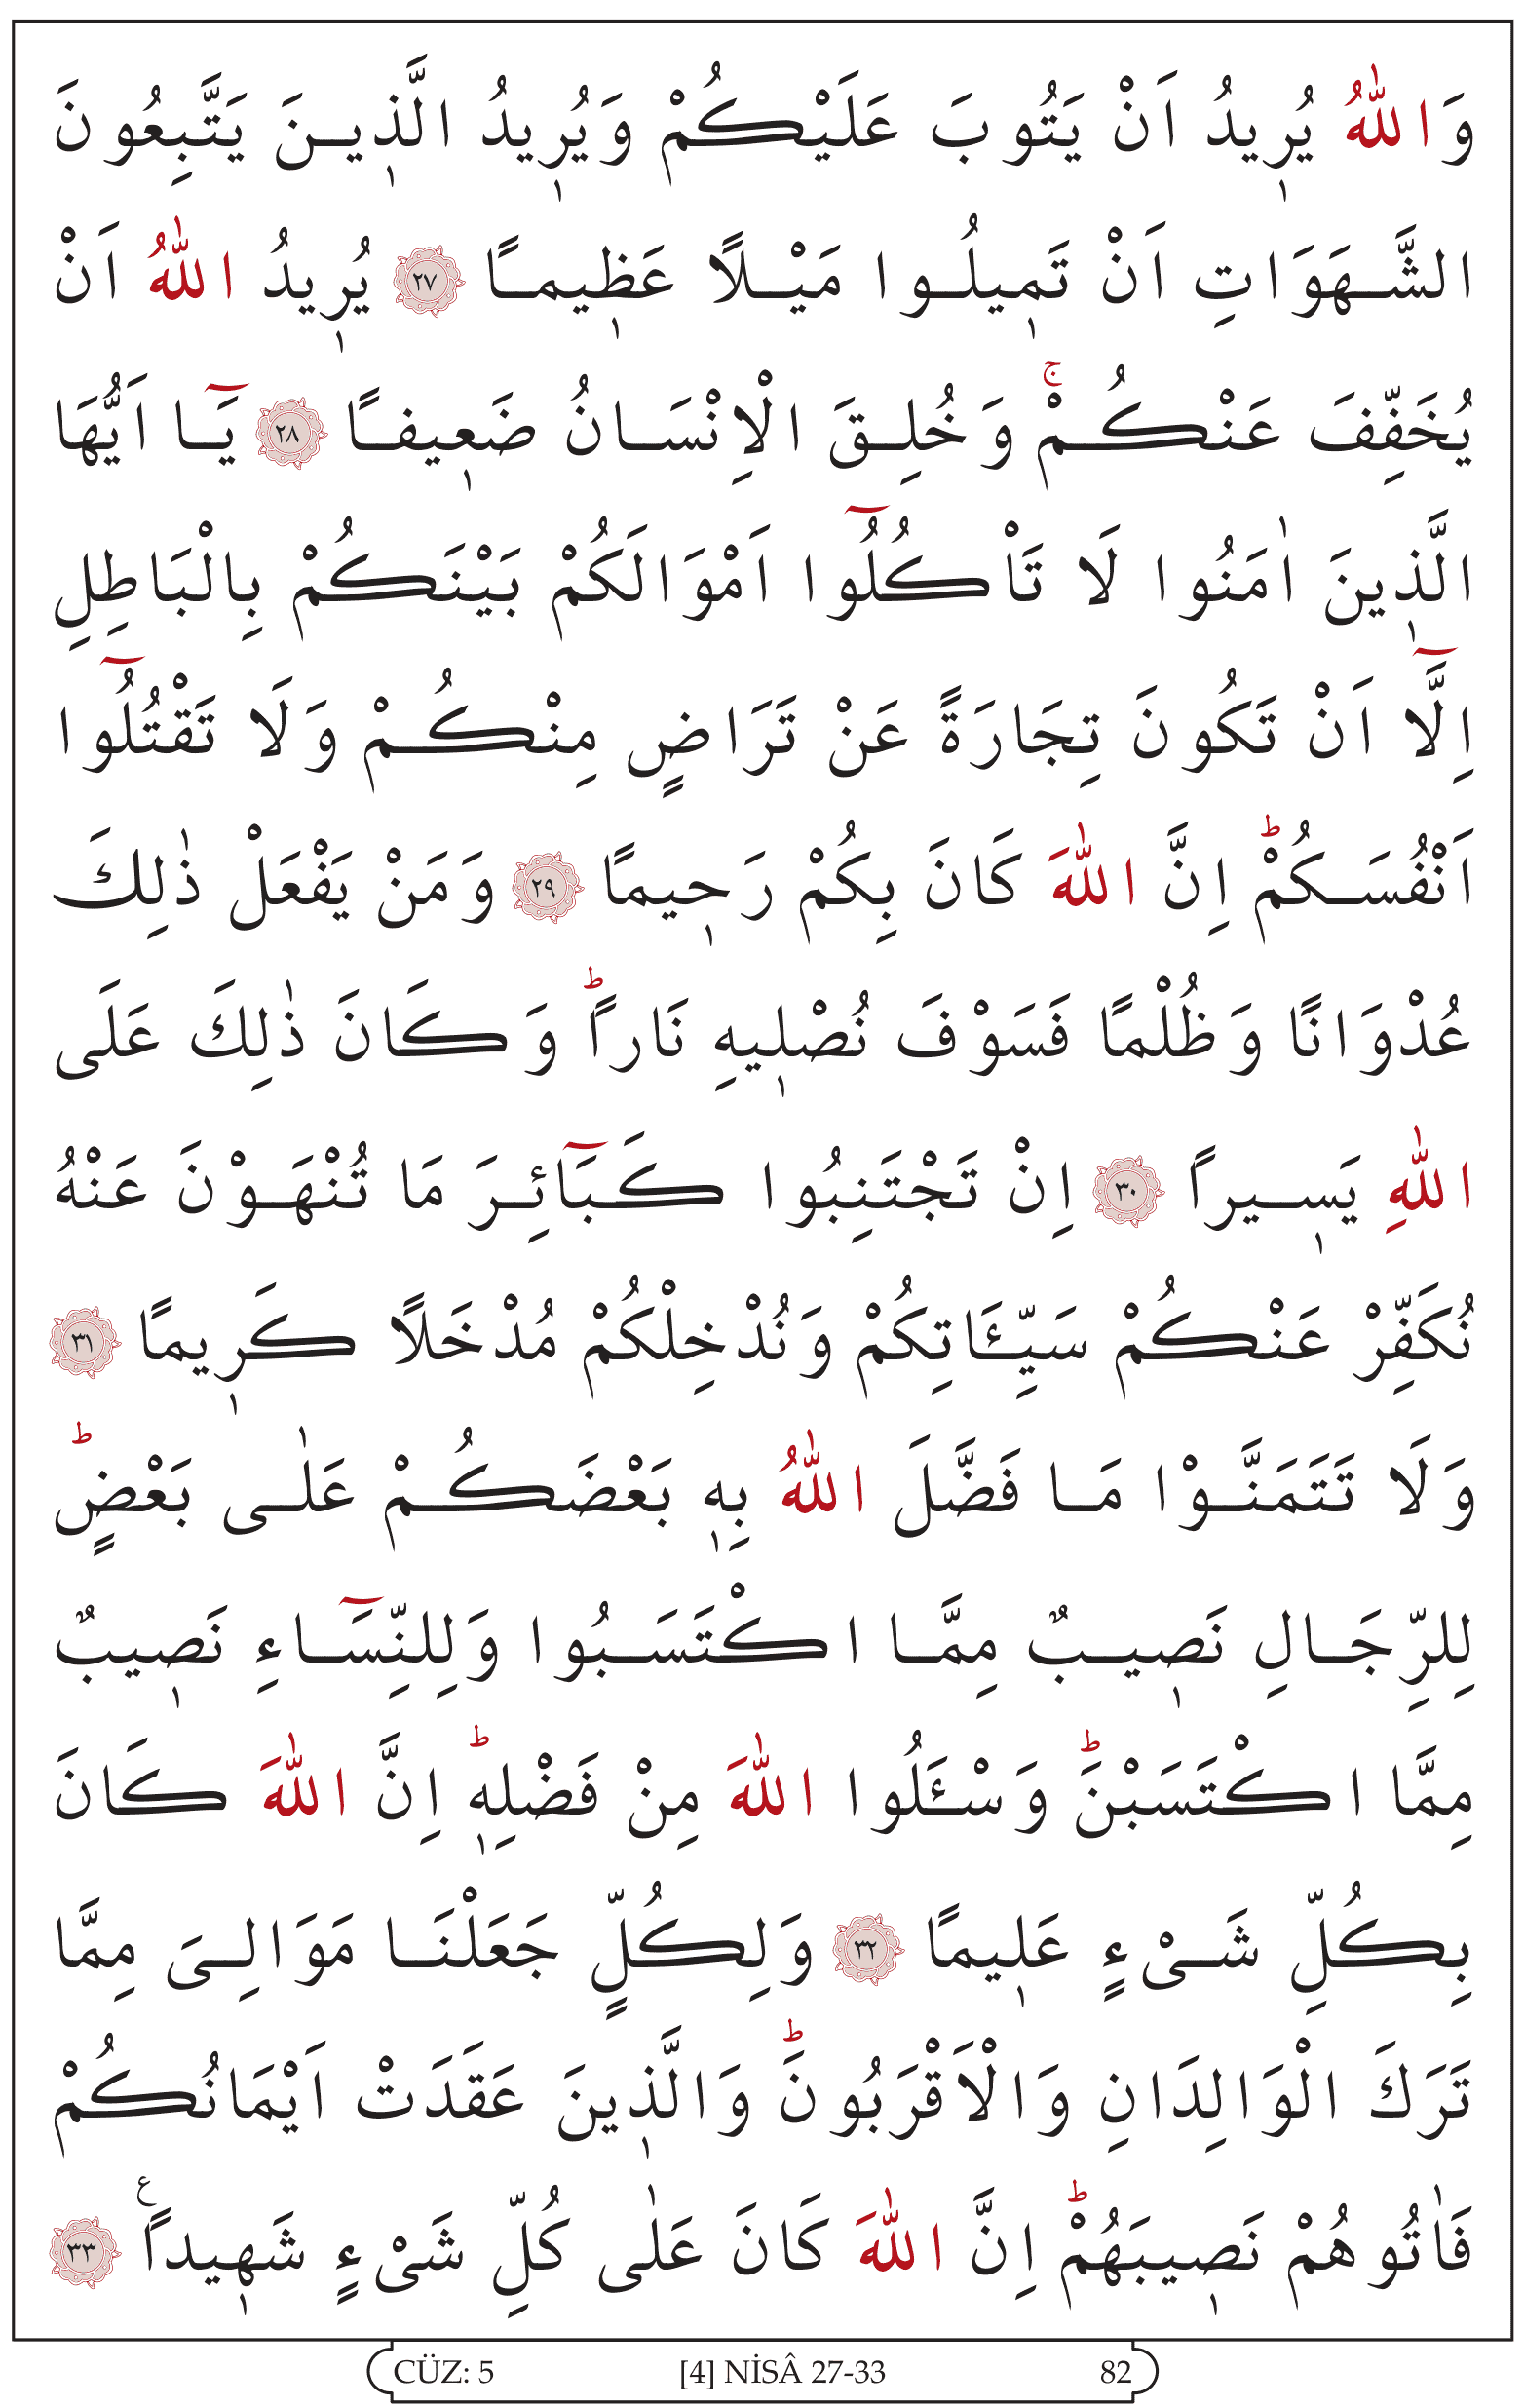 وَاللّٰهُ يُر۪يدُ اَنْ يَتُوبَ عَلَيْكُمْ وَيُر۪يدُ الَّذ۪ينَ يَتَّبِعُونَ
الشَّهَوَاتِ اَنْ تَم۪يلُوا مَيْلًا عَظ۪يمًا ﴿٢٧﴾ يُر۪يدُ اللّٰهُ اَنْ
يُخَفِّفَ عَنْكُمْۚ وَخُلِقَ الْاِنْسَانُ ضَع۪يفًا ﴿٢٨﴾ يَٓا اَيُّهَا
الَّذ۪ينَ اٰمَنُوا لَا تَأْكُلُٓوا اَمْوَالَكُمْ بَيْنَكُمْ بِالْبَاطِلِ
اِلَّٓا اَنْ تَكُونَ تِجَارَةً عَنْ تَرَاضٍ مِنْكُمْ وَلَا تَقْتُلُٓوا
اَنْفُسَكُمْۜ اِنَّ اللّٰهَ كَانَ بِكُمْ رَح۪يمًا ﴿٢٩﴾ وَمَنْ يَفْعَلْ ذٰلِكَ
عُدْوَانًا وَظُلْمًا فَسَوْفَ نُصْل۪يهِ نَارًاۜ وَكَانَ ذٰلِكَ عَلَى
اللّٰهِ يَس۪يرًا ﴿٣٠﴾ اِنْ تَجْتَنِبُوا كَبَٓائِرَ مَا تُنْهَوْنَ عَنْهُ
نُكَفِّرْ عَنْكُمْ سَيِّـَٔاتِكُمْ وَنُدْخِلْكُمْ مُدْخَلًا كَر۪يمًا ﴿٣١﴾
وَلَا تَتَمَنَّوْا مَا فَضَّلَ اللّٰهُ بِه۪ بَعْضَكُمْ عَلٰى بَعْضٍۜ
لِلرِّجَالِ نَص۪يبٌ مِمَّا اكْتَسَبُوا وَلِلنِّسَٓاءِ نَص۪يبٌ
مِمَّا اكْتَسَبْنَۜ وَسْـَٔلُوا اللّٰهَ مِنْ فَضْلِه۪ۜ اِنَّ اللّٰهَ كَانَ
بِكُلِّ شَيْءٍ عَل۪يمًا ﴿٣٢﴾ وَلِكُلٍّ جَعَلْنَا مَوَالِيَ مِمَّا
تَرَكَ الْوَالِدَانِ وَالْاَقْرَبُونَۜ وَالَّذ۪ينَ عَقَدَتْ اَيْمَانُكُمْ
فَاٰتُوهُمْ نَص۪يبَهُمْۜ اِنَّ اللّٰهَ كَانَ عَلٰى كُلِّ شَيْءٍ شَه۪يدًا ع ﴿٣٣﴾
CÜZ: 5 [4] NİSÂ 27-33 82